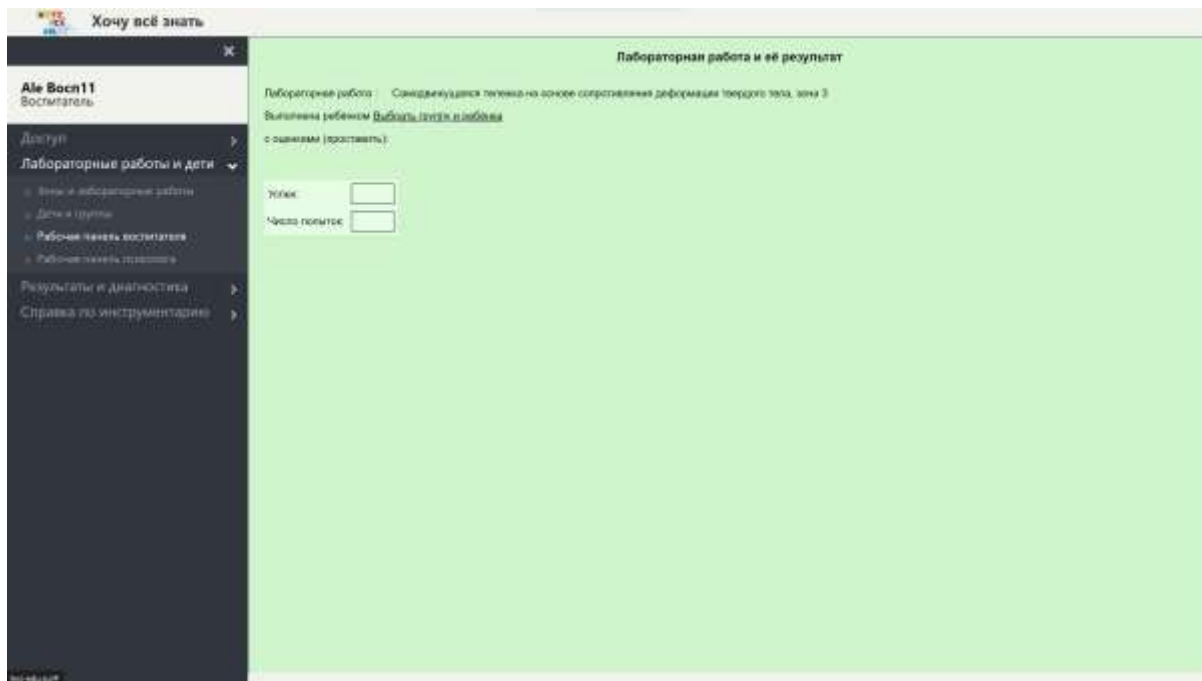 Хочу всё знать
Ale Восп11
Воспитатель
Доступ
Лабораторные работы и дети
Зоны и лабораторные работы
Дети и группы
Рабочая панель воспитателя
Рабочая панель психолога
Результаты и диагностика
Справка по инструментарию
Лабораторная работа и её результат
Лабораторная работа : Самодвижущаяся тележка на основе сопротивления деформации твердого тела, зона 3
Выполнена ребенком Выбрать группу и ребёнка
с оценками (проставить):
Успех:
Число попыток: